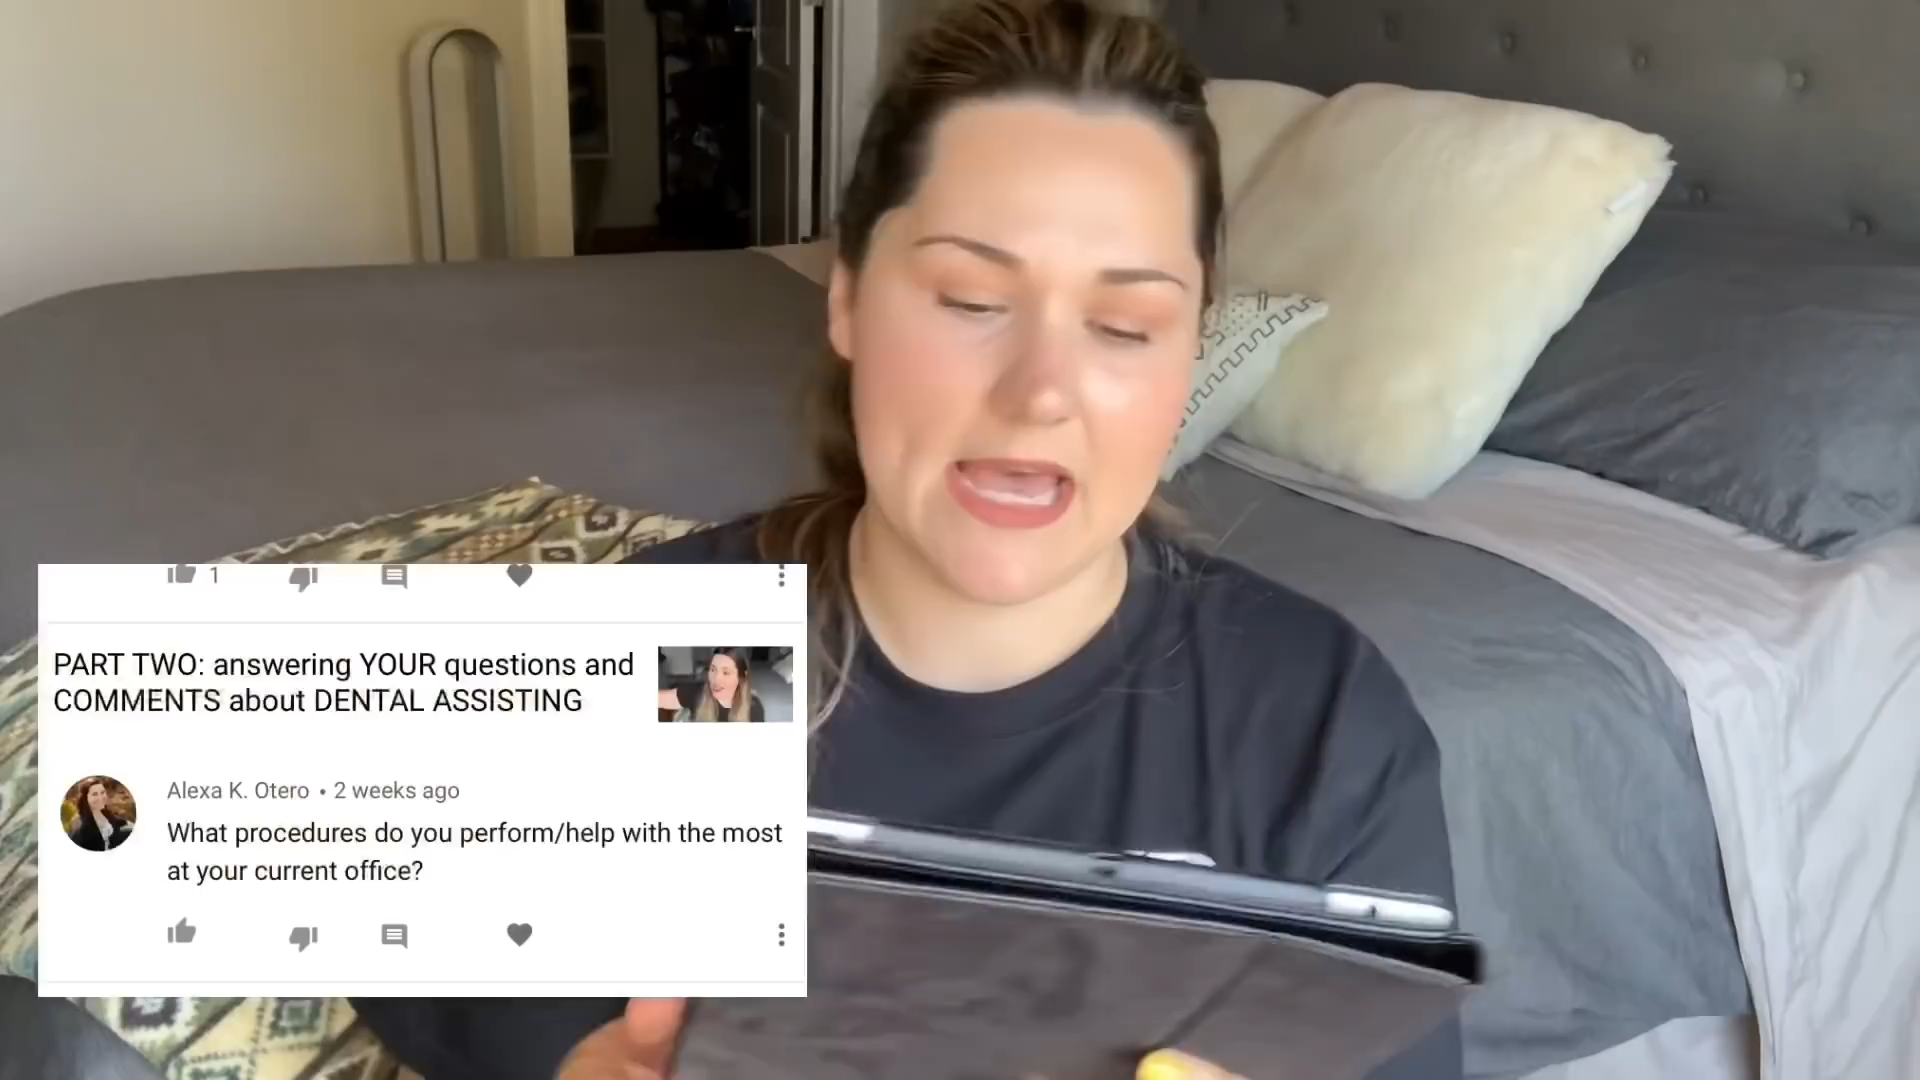 1
PART TWO: answering YOUR questions and
COMMENTS about DENTAL ASSISTING
Alexa K. Otero • 2 weeks ago
What procedures do you perform/help with the most
at your current office?